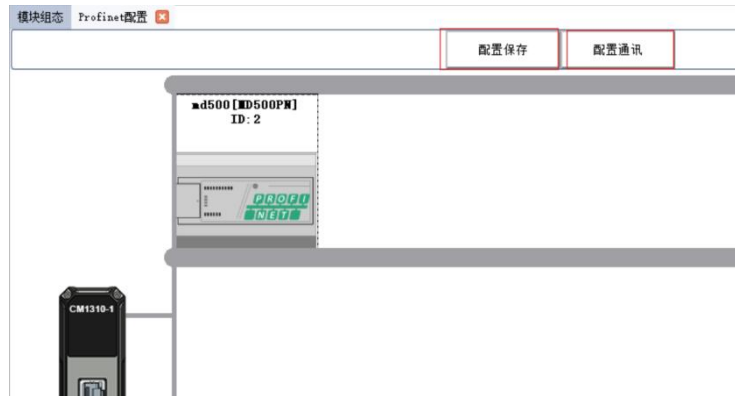 模块组态 Profinet配置
配置保存 配置通讯
md500[MD500PN]
ID:2
PROFI
NET
CM1310-1